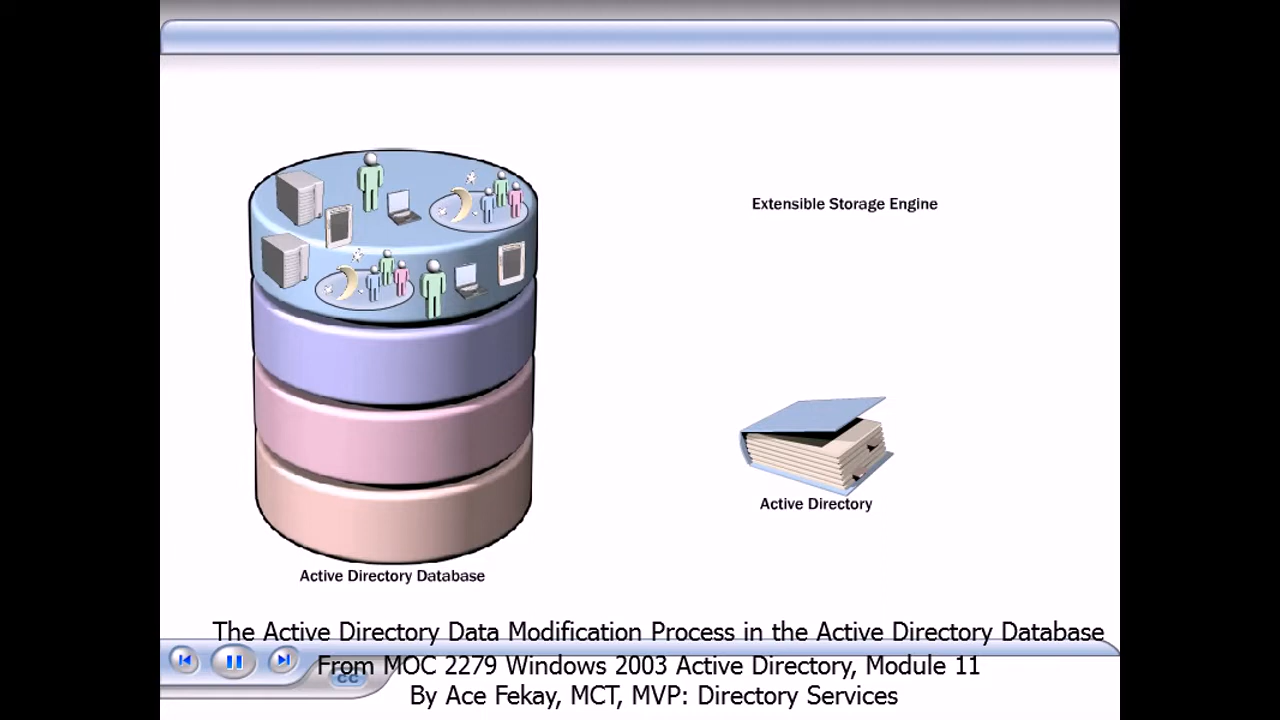 Extensible Storage Engine
Active Directory
Active Directory Database
The Active Directory Data Modification Process in the Active Directory Database
From MOC 2279 Windows 2003 Active Directory, Module 11
CC
By Ace Fekay, MCT, MVP: Directory Services